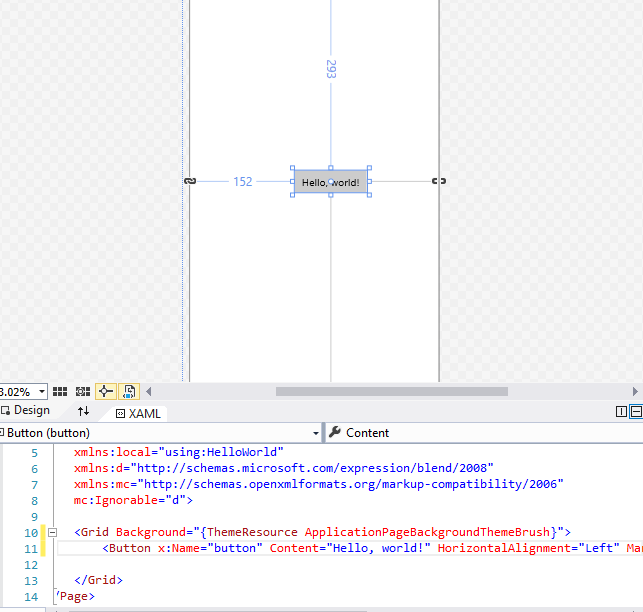 293
152
Hello, world!
3.02%
Design
XAML
Button (button)
Content
5 xmlns:local="using:HelloWorld"
6 xmlns:d="http://schemas.microsoft.com/expression/blend/2008"
7 xmlns:mc="http://schemas.openxmlformats.org/markup-compatibility/2006"
8 mc:Ignorable="d">
9
10 <Grid Background="{ThemeResource ApplicationPageBackgroundThemeBrush}">
11 <Button x:Name="button" Content="Hello, world!" HorizontalAlignment="Left" Mar
12
13 </Grid>
14 /Page>